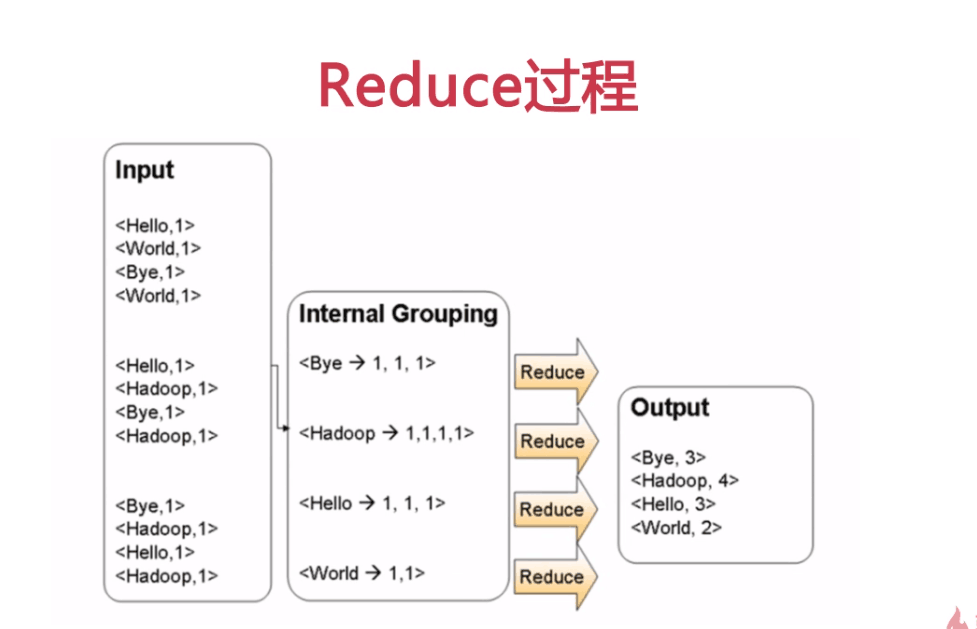 Reduce过程
Input
<Hello,1>
<World,1>
<Bye,1>
<World,1>
<Hello,1>
<Hadoop,1>
<Bye,1>
<Hadoop,1>
<Bye,1>
<Hadoop,1>
<Hello,1>
<Hadoop,1>
Internal Grouping
<Bye → 1, 1, 1>
<Hadoop → 1,1,1,1>
<Hello → 1, 1, 1>
<World → 1,1>
Reduce
Reduce
Reduce
Reduce
Output
<Bye, 3>
<Hadoop, 4>
<Hello, 3>
<World, 2>